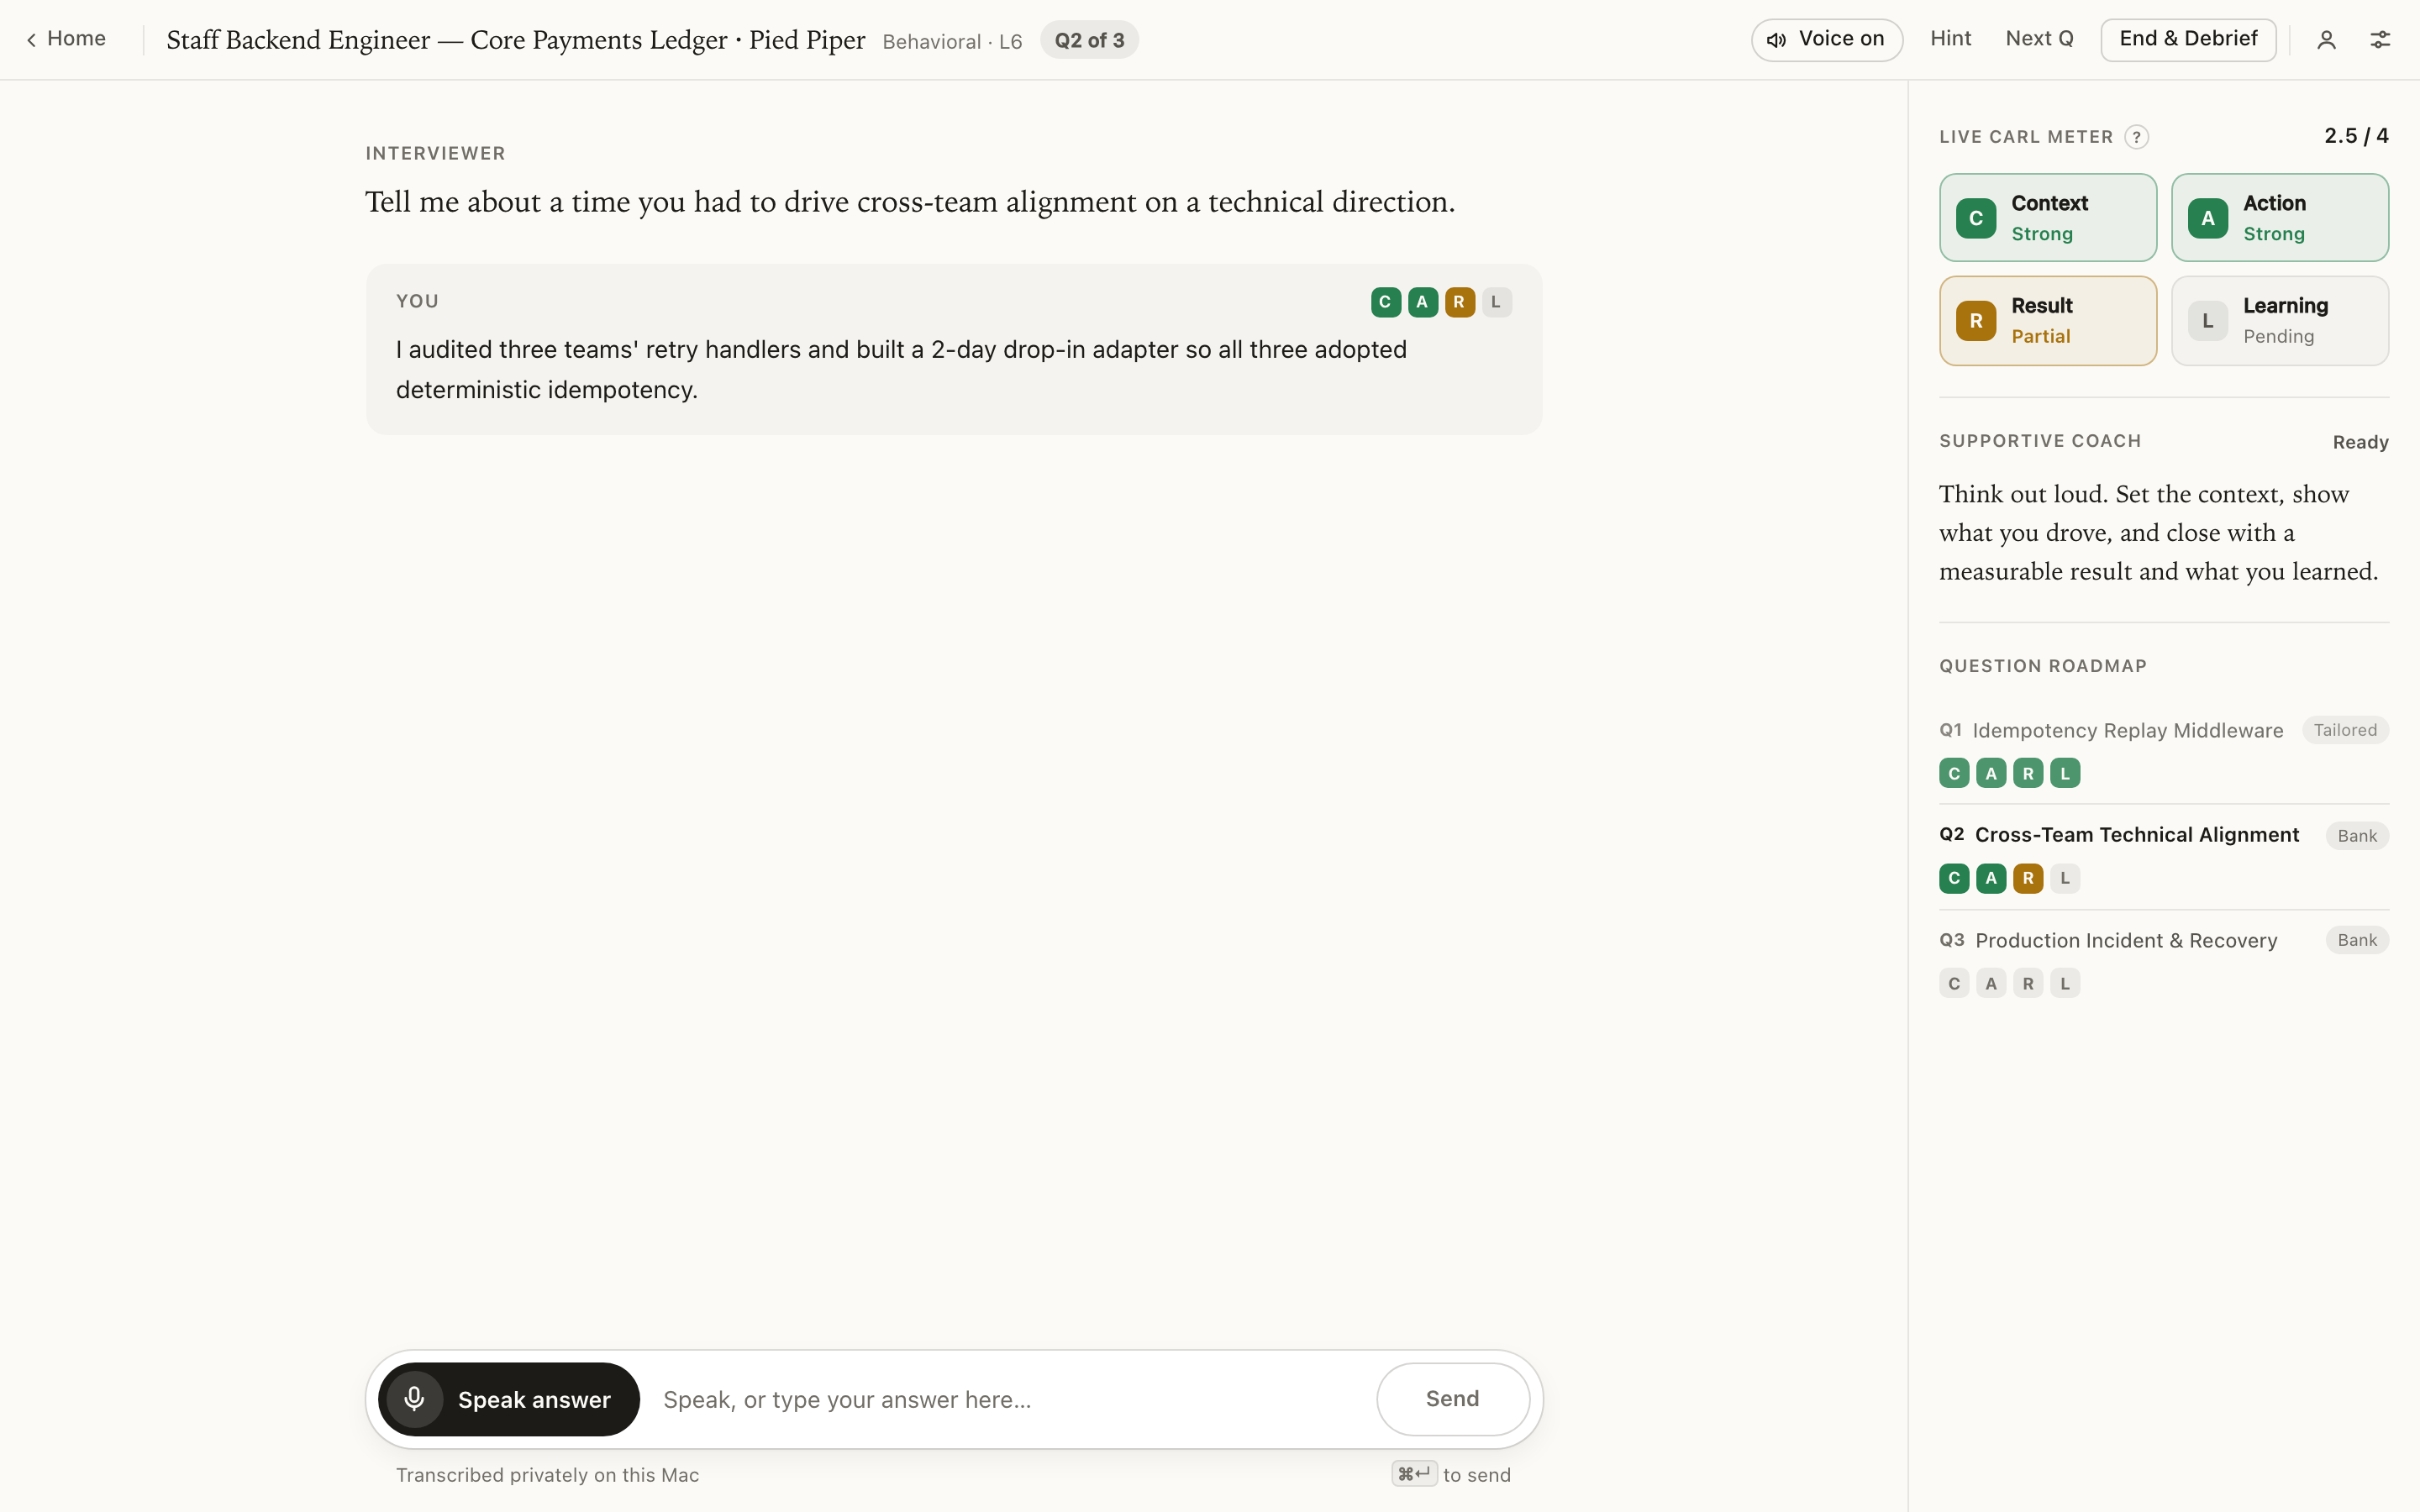 Home
Staff Backend Engineer — Core Payments Ledger · Pied Piper
Behavioral · L6
Q2 of 3
Voice on
Hint
Next Q
End & Debrief
INTERVIEWER
Tell me about a time you had to drive cross-team alignment on a technical direction.
YOU
C A R L
I audited three teams' retry handlers and built a 2-day drop-in adapter so all three adopted
deterministic idempotency.
Speak answer
Speak, or type your answer here...
Send
Transcribed privately on this Mac
⌘↵ to send
LIVE CARL METER ?
2.5 / 4
C Context
Strong
A Action
Strong
R Result
Partial
L Learning
Pending
SUPPORTIVE COACH
Ready
Think out loud. Set the context, show
what you drove, and close with a
measurable result and what you learned.
QUESTION ROADMAP
Q1 Idempotency Replay Middleware Tailored
C A R L
Q2 Cross-Team Technical Alignment Bank
C A R L
Q3 Production Incident & Recovery Bank
C A R L